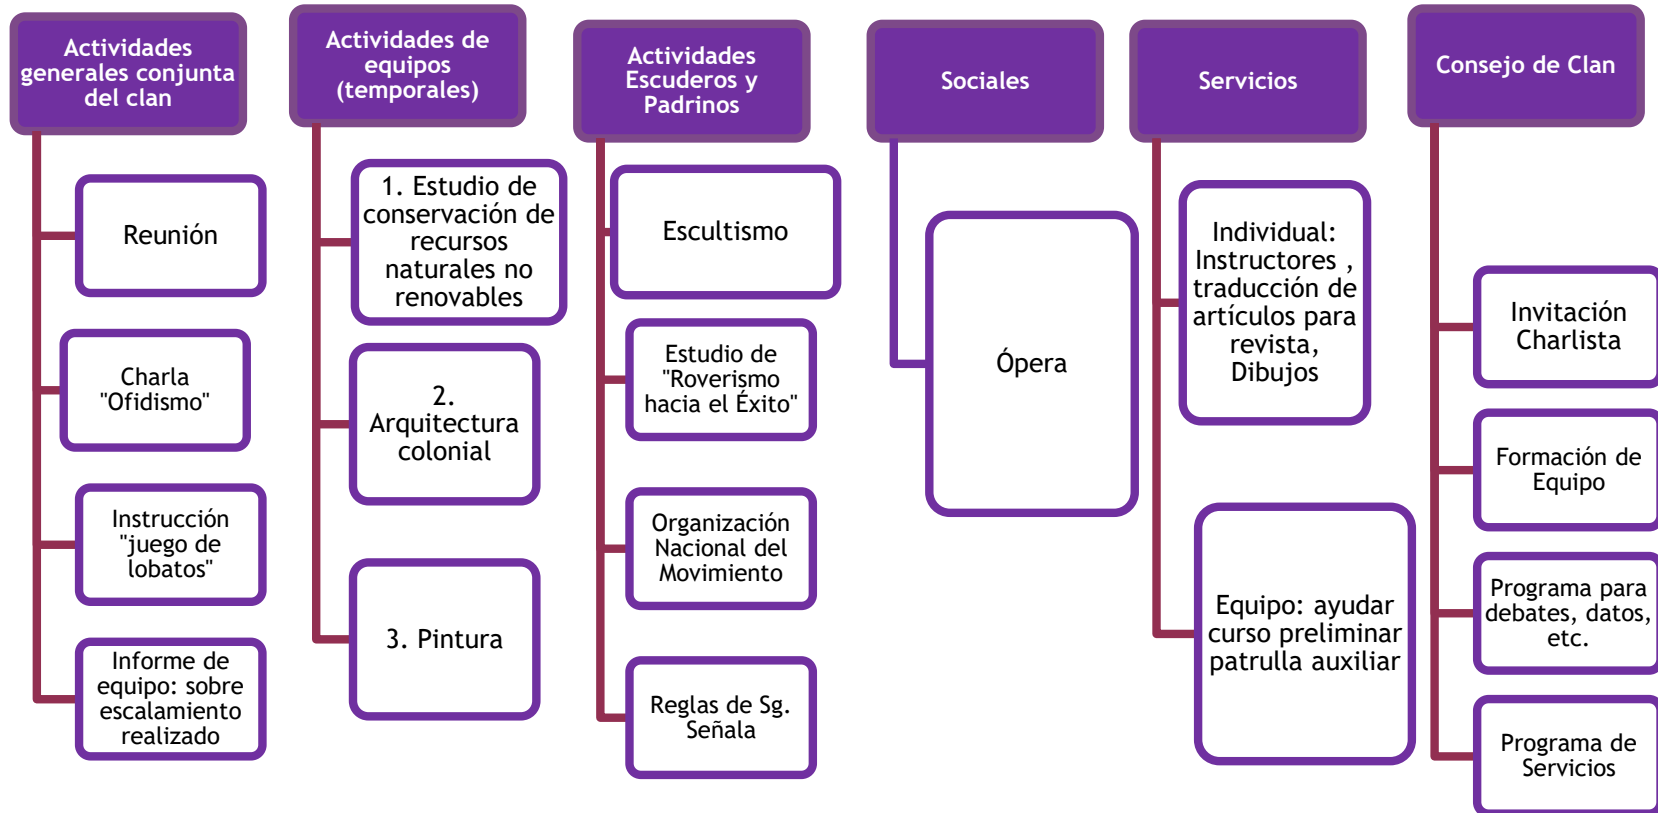 Actividades
generales conjunta
del clan
Reunión
Charla
"Ofidismo"
Instrucción
"juego de
lobatos"
Informe de
equipo: sobre
escalamiento
realizado
Actividades de
equipos
(temporales)
1. Estudio de
conservación de
recursos
naturales no
renovables
2.
Arquitectura
colonial
3. Pintura
Actividades
Escuderos y
Padrinos
Escultismo
Estudio de
"Roverismo
hacia el Éxito"
Organización
Nacional del
Movimiento
Reglas de Sg.
Señala
Sociales
Ópera
Servicios
Individual:
Instructores ,
traducción de
artículos para
revista,
Dibujos
Equipo: ayudar
curso preliminar
patrulla auxiliar
Consejo de Clan
Invitación
Charlista
Formación de
Equipo
Programa para
debates, datos,
etc.
Programa de
Servicios